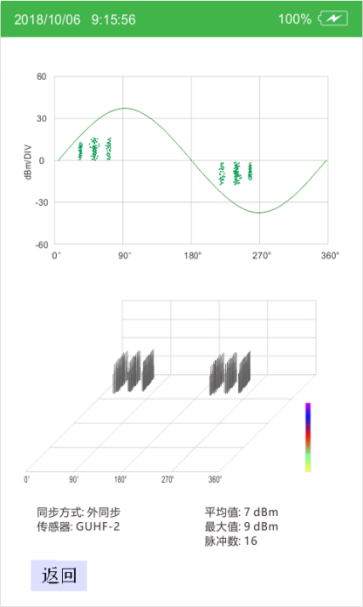 2018/10/06 9:15:56 100%
60
30
0
-30
-60
dBm/DIV
0° 90° 180° 270° 360°
0° 90° 180° 270° 360°
同步方式: 外同步
传感器: GUHF-2
平均值: 7 dBm
最大值: 9 dBm
脉冲数: 16
返回